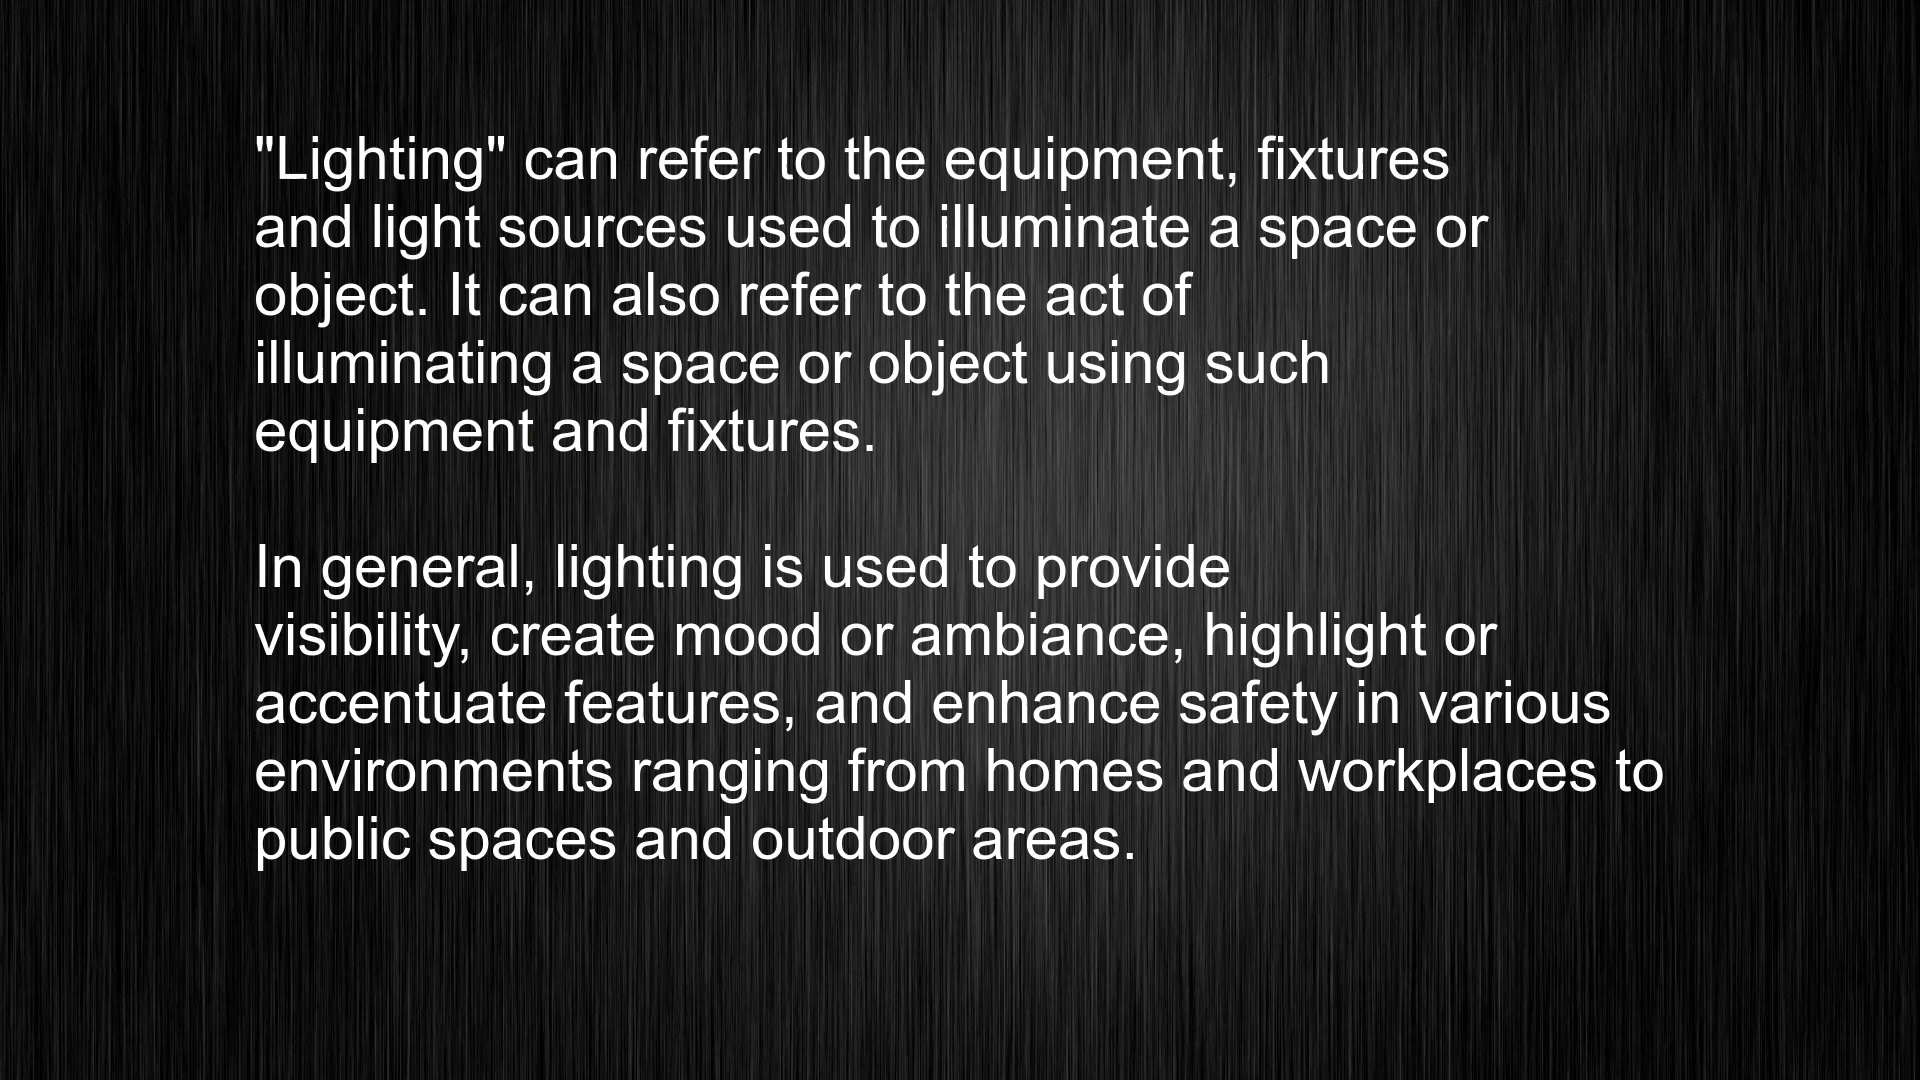 "Lighting" can refer to the equipment, fixtures
and light sources used to illuminate a space or
object. It can also refer to the act of
illuminating a space or object using such
equipment and fixtures.
In general, lighting is used to provide
visibility, create mood or ambiance, highlight or
accentuate features, and enhance safety in various
environments ranging from homes and workplaces to
public spaces and outdoor areas.